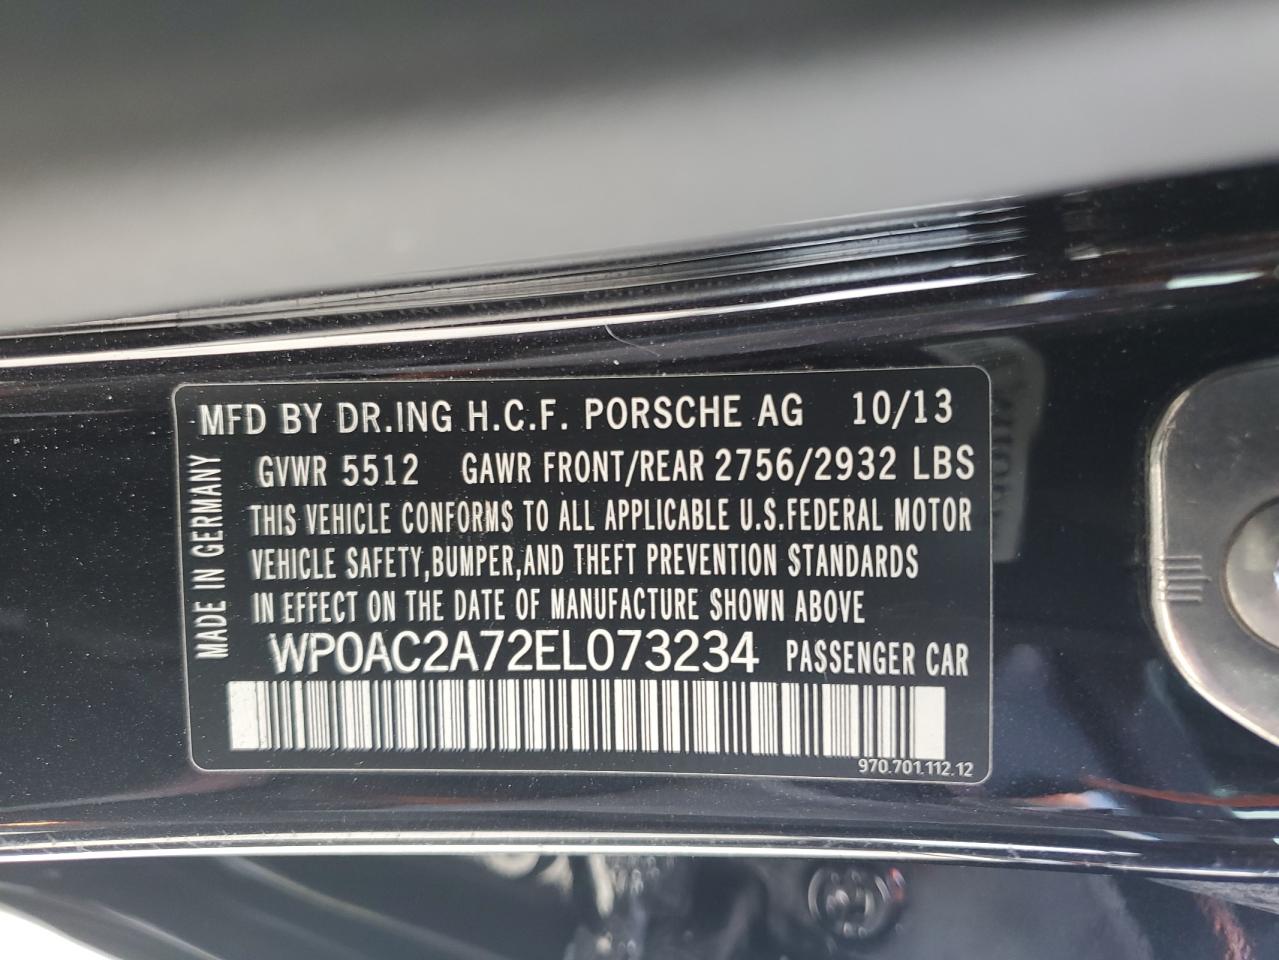 MFD BY DR.ING H.C.F. PORSCHE AG 10/13
GVWR 5512 GAWR FRONT/REAR 2756/2932 LBS
THIS VEHICLE CONFORMS TO ALL APPLICABLE U.S.FEDERAL MOTOR
VEHICLE SAFETY,BUMPER,AND THEFT PREVENTION STANDARDS
IN EFFECT ON THE DATE OF MANUFACTURE SHOWN ABOVE
WP0AC2A72EL073234 PASSENGER CAR
970.701.112.12
MADE IN GERMANY